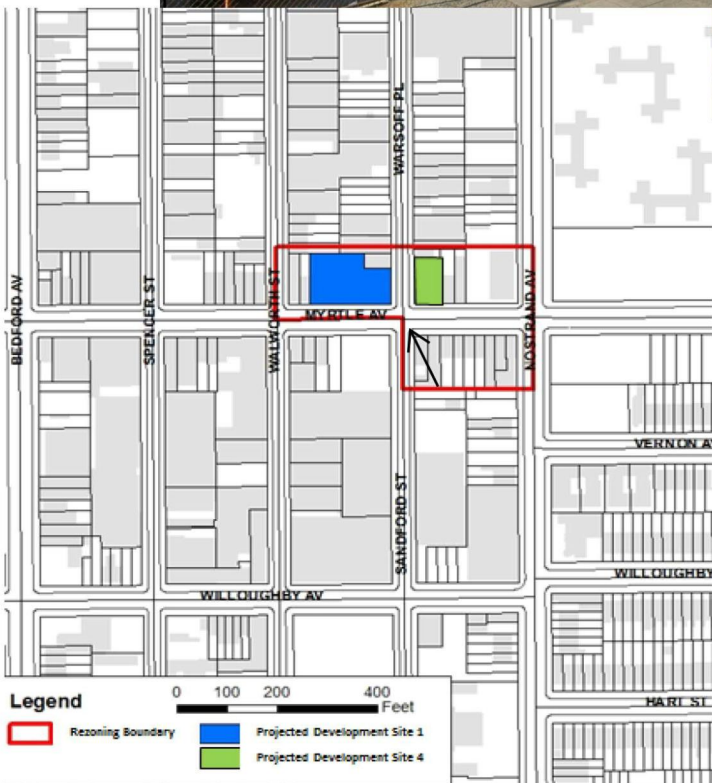 WARSOFF PL
BEDFORD AV
SPENCER ST
WALWORTH ST
MYRTLE AV
NOSTRAND AV
VERNON AV
SANDFORD ST
WILLOUGHBY
WILLOUGHBY AV
HART ST
Legend
0 100 200 400
Feet
Rezoning Boundary
Projected Development Site 1
Projected Development Site 4